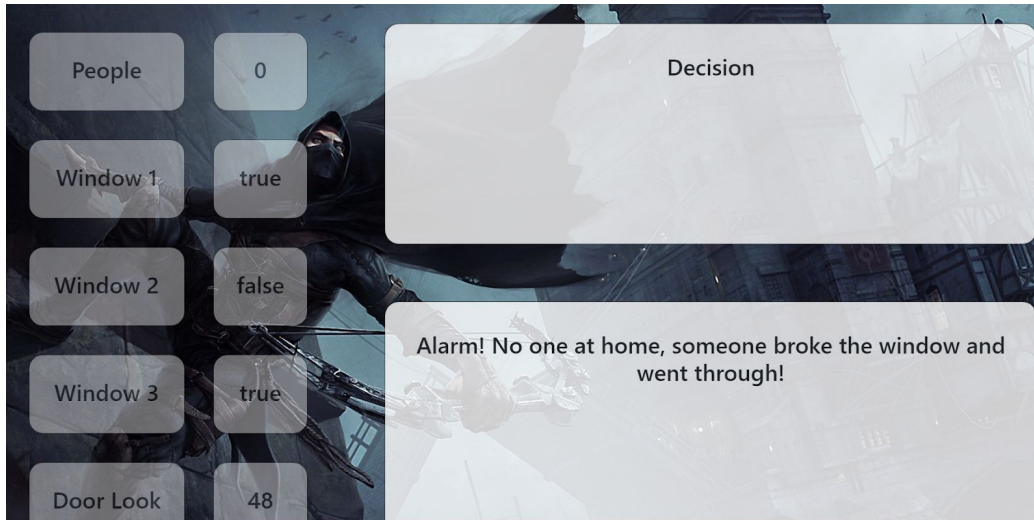 People 0
Window 1 true
Window 2 false
Window 3 true
Door Look 48
Decision
Alarm! No one at home, someone broke the window and
went through!